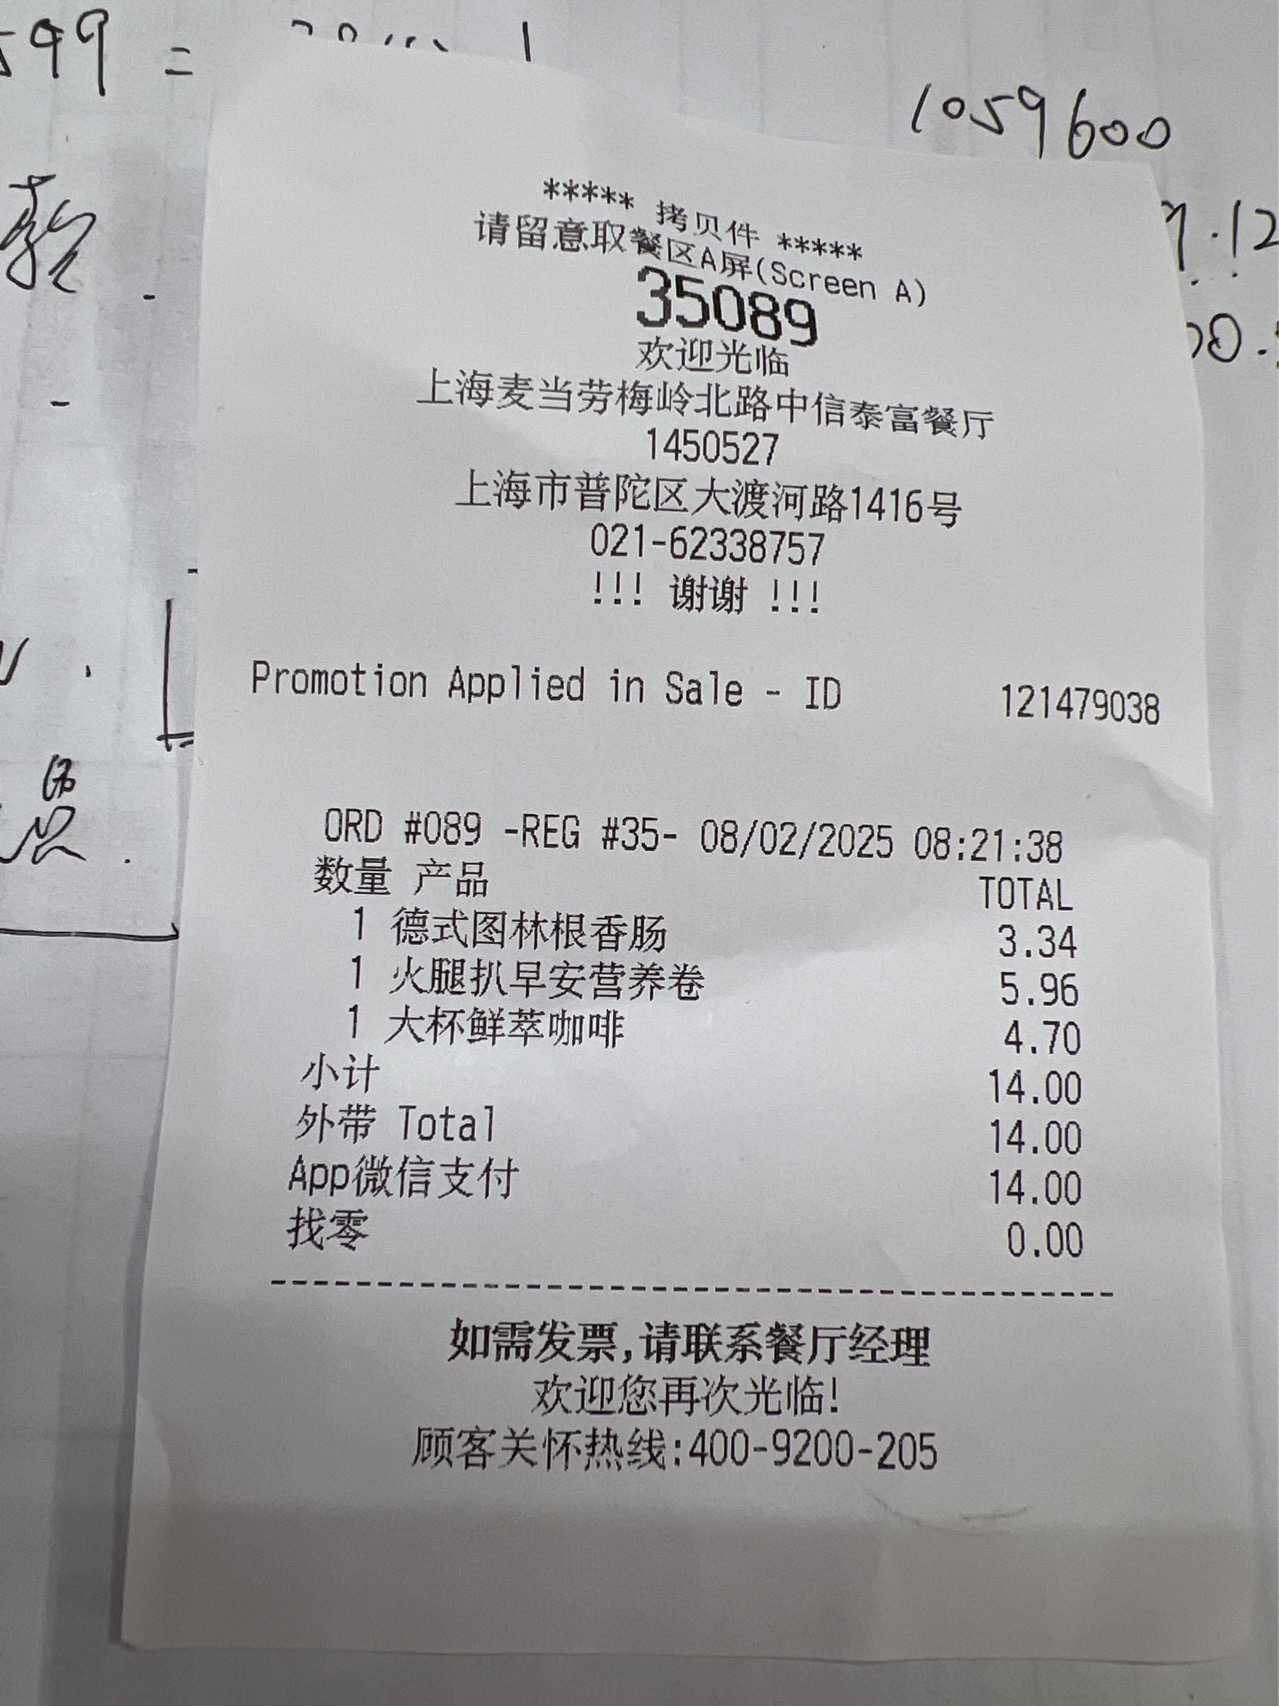 599 =
1059600
***** 拷贝件 *****
请留意取餐区A屏(Screen A)
35089
欢迎光临
上海麦当劳梅岭北路中信泰富餐厅
1450527
上海市普陀区大渡河路1416号
021-62338757
!!! 谢谢 !!!
Promotion Applied in Sale - ID 121479038
ORD #089 -REG #35- 08/02/2025 08:21:38
数量 产品 TOTAL
1 德式图林根香肠 3.34
1 火腿扒早安营养卷 5.96
1 大杯鲜萃咖啡 4.70
小计 14.00
外带 Total 14.00
App微信支付 14.00
找零 0.00
如需发票,请联系餐厅经理
欢迎您再次光临!
顾客关怀热线:400-9200-205